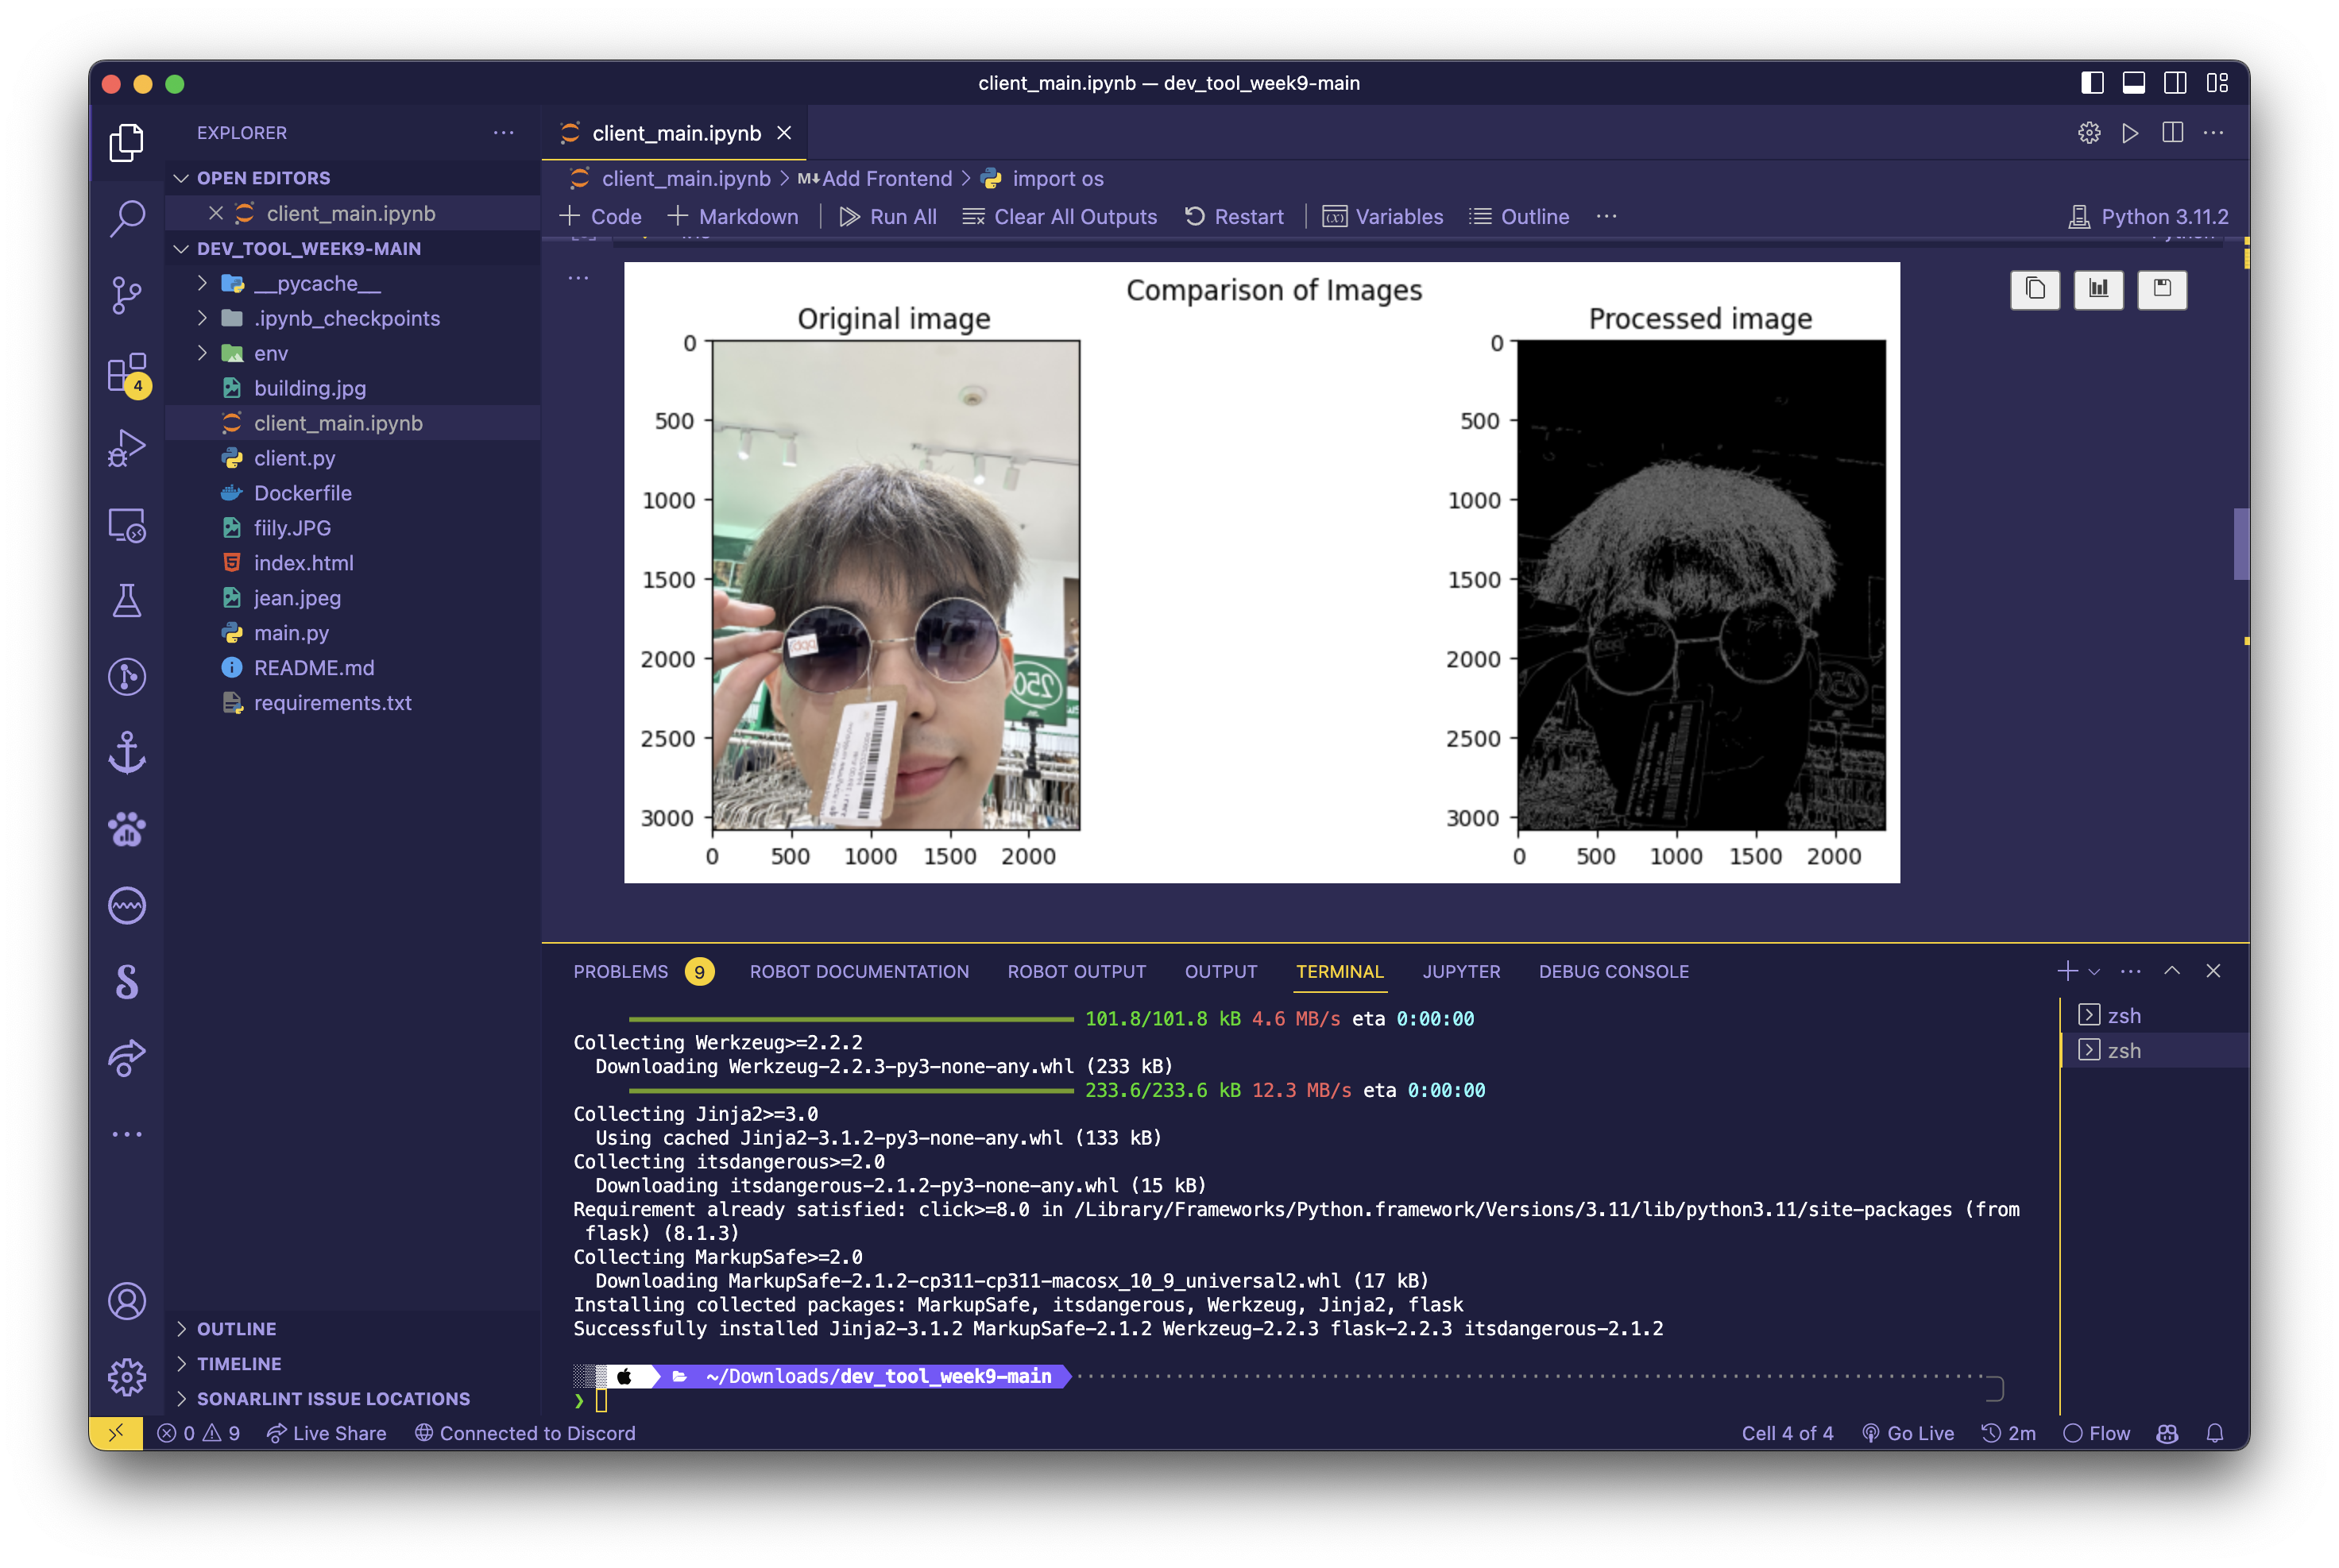 client_main.ipynb — dev_tool_week9-main
EXPLORER
OPEN EDITORS
client_main.ipynb
DEV_TOOL_WEEK9-MAIN
__pycache__
.ipynb_checkpoints
env
building.jpg
client_main.ipynb
client.py
Dockerfile
fiily.JPG
index.html
jean.jpeg
main.py
README.md
requirements.txt
OUTLINE
TIMELINE
SONARLINT ISSUE LOCATIONS
4
client_main.ipynb
client_main.ipynb > M↓Add Frontend > import os
+ Code + Markdown Run All Clear All Outputs Restart (x) Variables Outline ... Python 3.11.2
Comparison of Images
Original image
0
500
1000
1500
2000
2500
3000
0 500 1000 1500 2000
250
Processed image
0
500
1000
1500
2000
2500
3000
0 500 1000 1500 2000
PROBLEMS 9 ROBOT DOCUMENTATION ROBOT OUTPUT OUTPUT TERMINAL JUPYTER DEBUG CONSOLE
101.8/101.8 kB 4.6 MB/s eta 0:00:00
Collecting Werkzeug>=2.2.2
Downloading Werkzeug-2.2.3-py3-none-any.whl (233 kB)
233.6/233.6 kB 12.3 MB/s eta 0:00:00
Collecting Jinja2>=3.0
Using cached Jinja2-3.1.2-py3-none-any.whl (133 kB)
Collecting itsdangerous>=2.0
Downloading itsdangerous-2.1.2-py3-none-any.whl (15 kB)
Requirement already satisfied: click>=8.0 in /Library/Frameworks/Python.framework/Versions/3.11/lib/python3.11/site-packages (from
flask) (8.1.3)
Collecting MarkupSafe>=2.0
Downloading MarkupSafe-2.1.2-cp311-cp311-macosx_10_9_universal2.whl (17 kB)
Installing collected packages: MarkupSafe, itsdangerous, Werkzeug, Jinja2, flask
Successfully installed Jinja2-3.1.2 MarkupSafe-2.1.2 Werkzeug-2.2.3 flask-2.2.3 itsdangerous-2.1.2
~/Downloads/dev_tool_week9-main
❯
zsh
zsh
0 9 Live Share Connected to Discord
Cell 4 of 4 Go Live 2m Flow